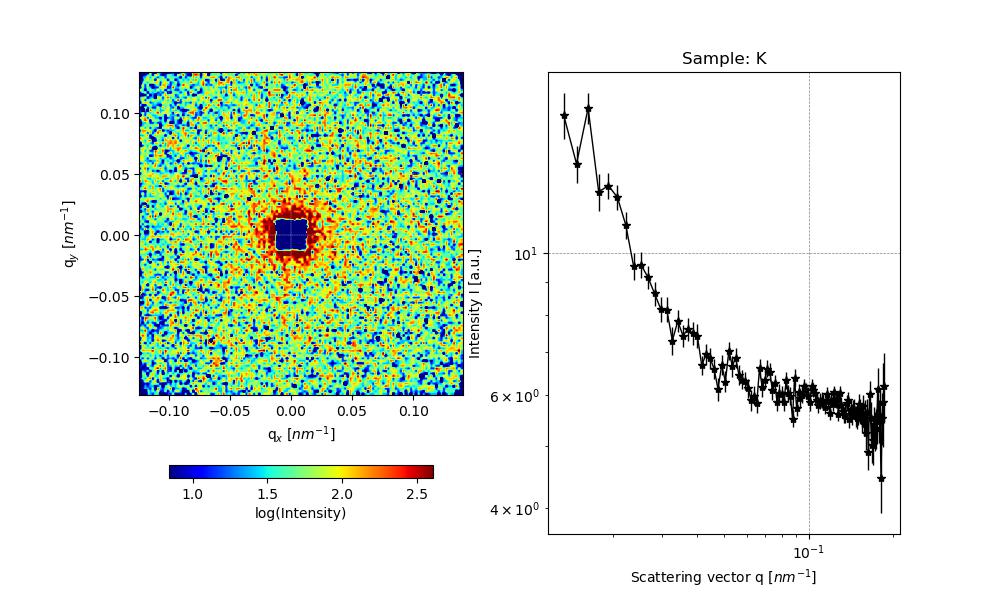 Sample: K
0.10
0.05
0.00
−0.05
−0.10
q_y [nm^{-1}]
−0.10 −0.05 0.00 0.05 0.10
q_x [nm^{-1}]
1.0 1.5 2.0 2.5
log(Intensity)
Intensity I [a.u.]
10^1
6 × 10^0
4 × 10^0
10^{-1}
Scattering vector q [nm^{-1}]